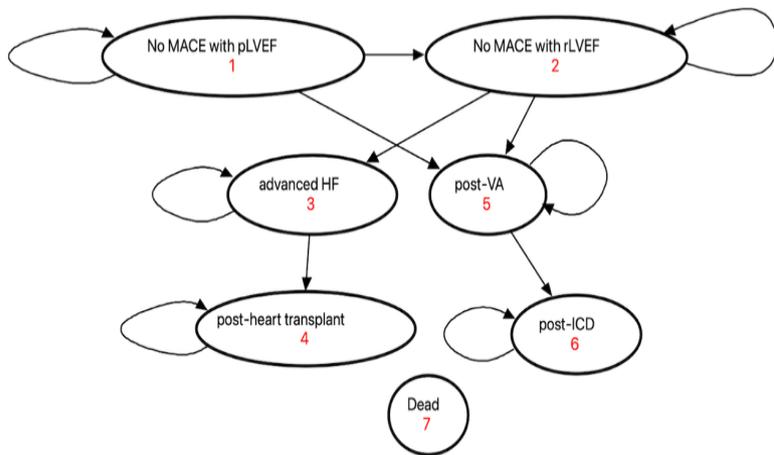 No MACE with pLVEF
1
No MACE with rLVEF
2
advanced HF
3
post-VA
5
post-heart transplant
4
post-ICD
6
Dead
7